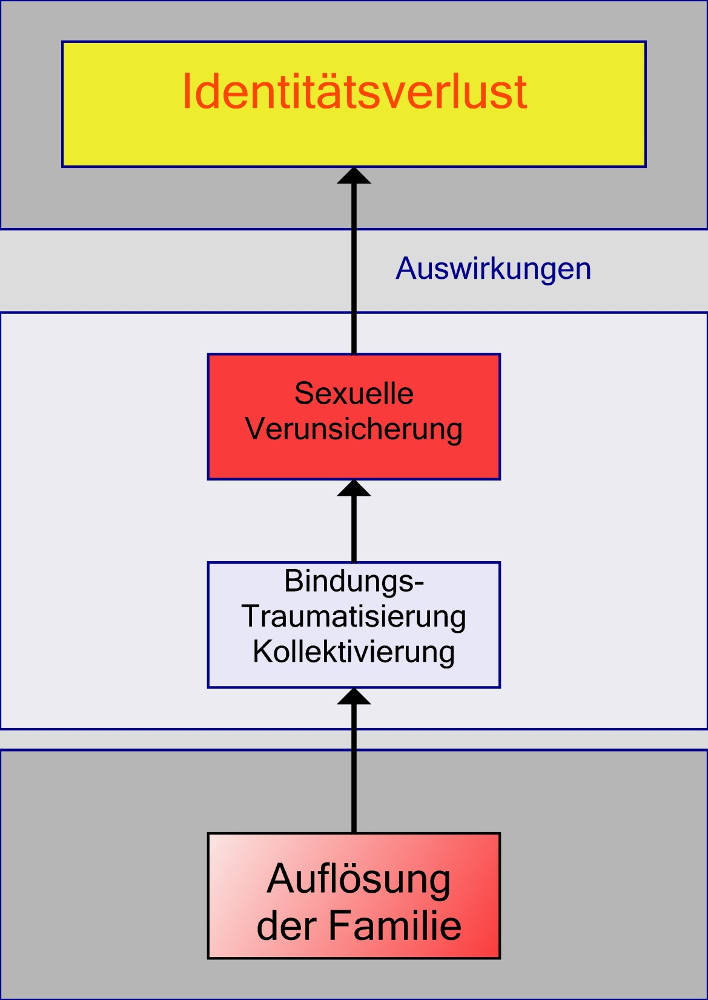 Identitätsverlust
Auswirkungen
Sexuelle
Verunsicherung
Bindungs-
Traumatisierung
Kollektivierung
Auflösung
der Familie